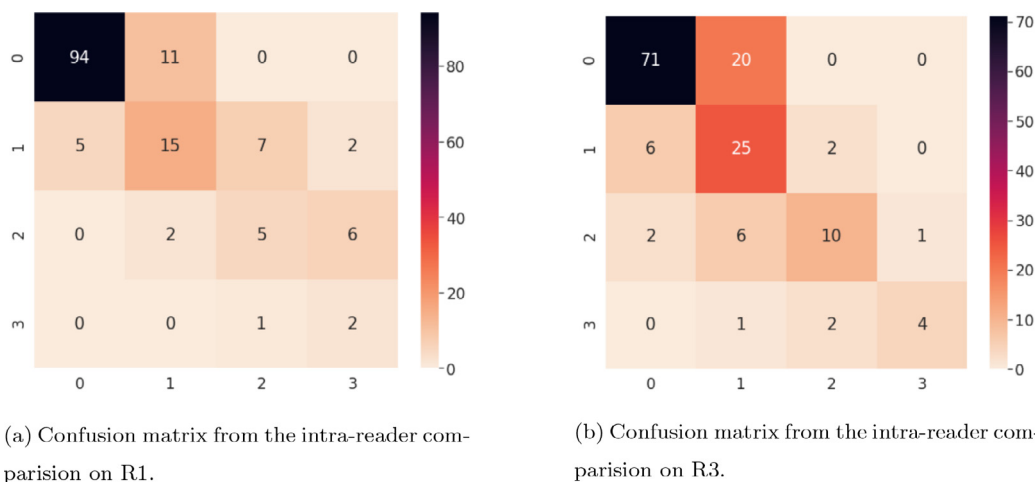 0 94 11 0 0
1 5 15 7 2
2 0 2 5 6
3 0 0 1 2
0 1 2 3
80
60
40
20
0
(a) Confusion matrix from the intra-reader com-
parision on R1.
0 71 20 0 0
1 6 25 2 0
2 2 6 10 1
3 0 1 2 4
0 1 2 3
70
60
50
40
30
20
10
0
(b) Confusion matrix from the intra-reader com-
parision on R3.